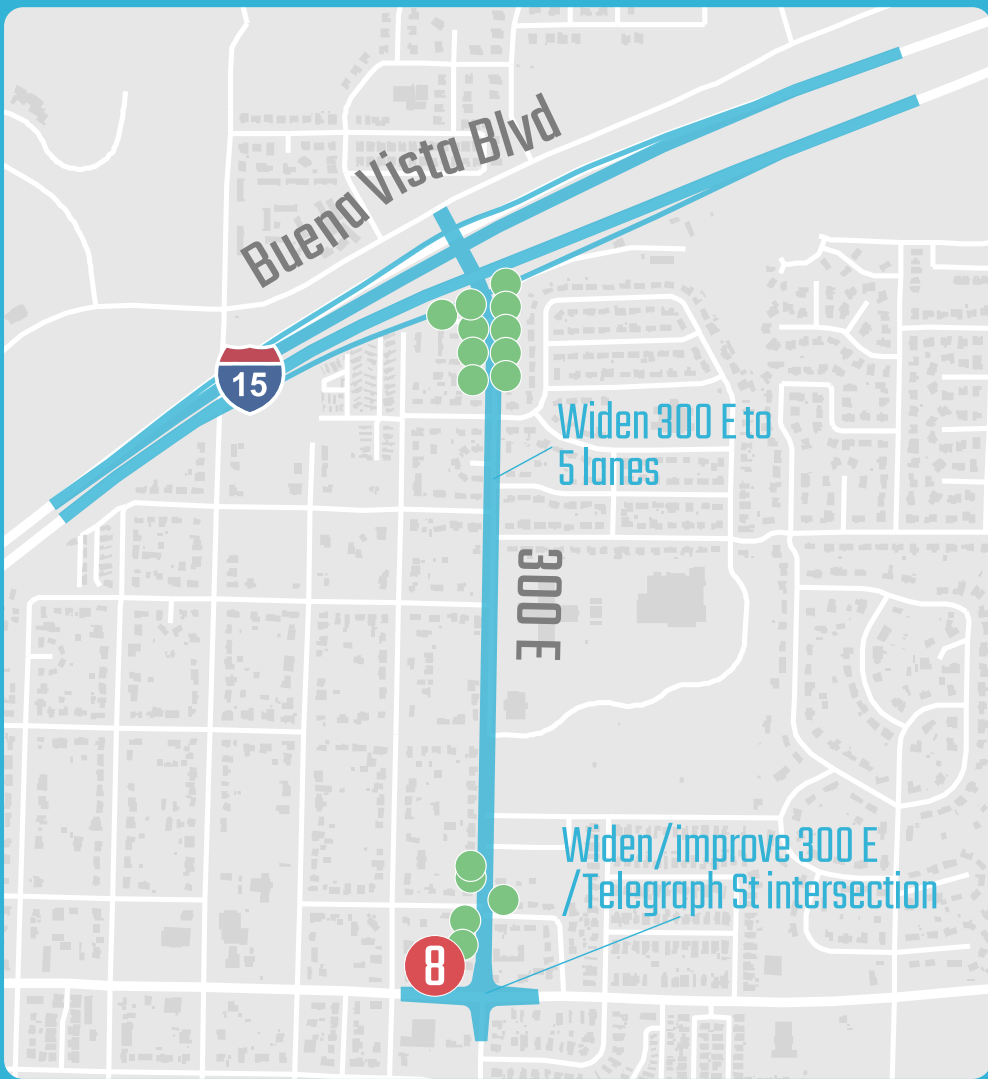 Buena Vista Blvd
15
Widen 300 E to
5 lanes
300 E
Widen/improve 300 E
/Telegraph St intersection
8